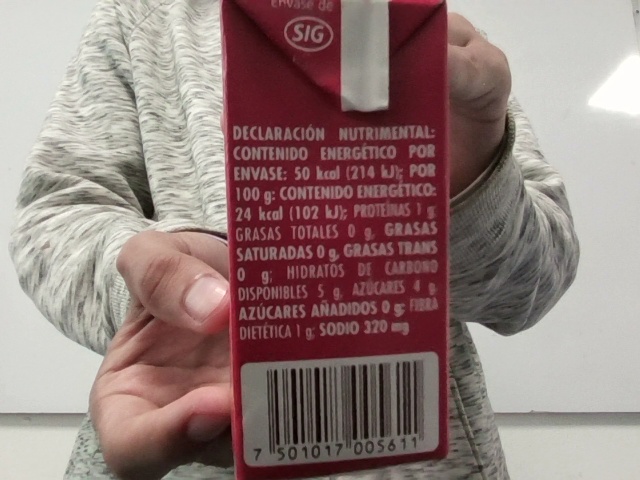 Envase de
SIG
DECLARACIÓN NUTRIMENTAL:
CONTENIDO ENERGÉTICO POR
ENVASE: 50 kcal (214 kJ); POR
100 g: CONTENIDO ENERGÉTICO:
24 kcal (102 kJ); PROTEÍNAS 1 g
GRASAS TOTALES 0 g, GRASAS
SATURADAS 0 g, GRASAS TRANS
0 g; HIDRATOS DE CARBONO
DISPONIBLES 5 g, AZÚCARES 4 g,
AZÚCARES AÑADIDOS 0 g; FIBRA
DIETÉTICA 1 g; SODIO 320 mg
7 501017 005611